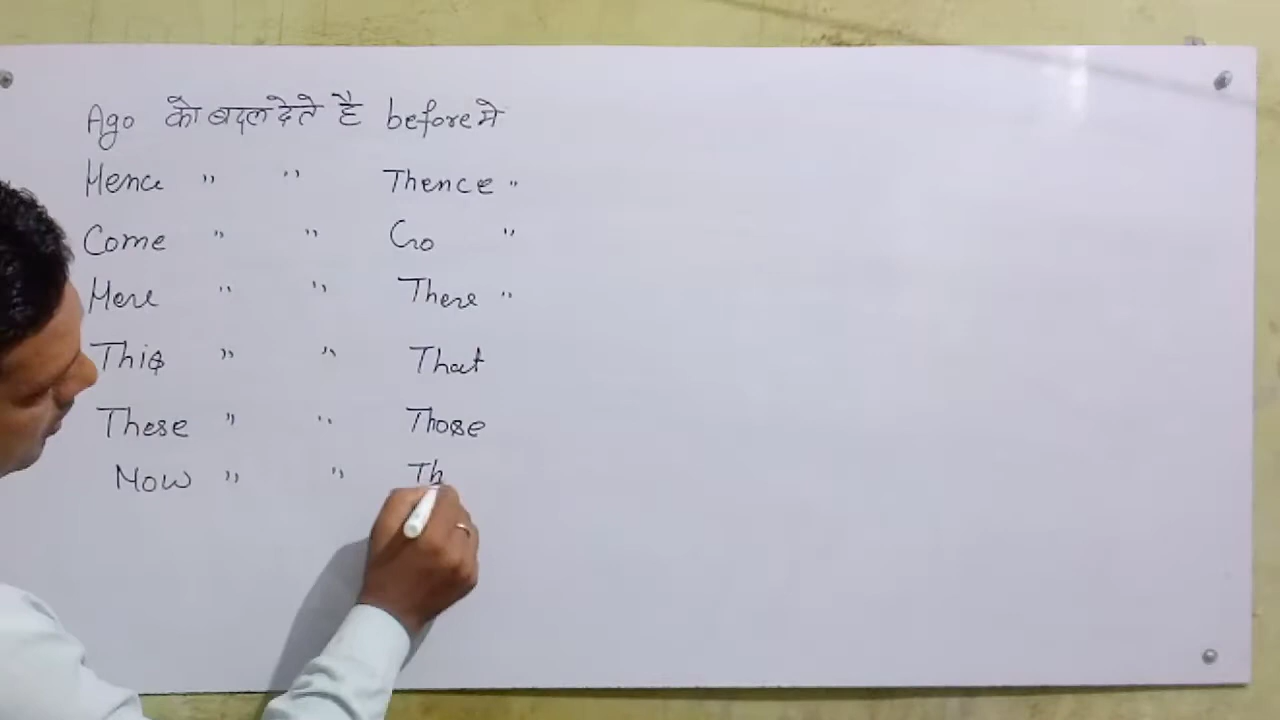 Ago को बदल देते है before मे
Hence " " Thence "
Come " " Go "
Here " " There "
This " " That
These " " Those
Now " " Th